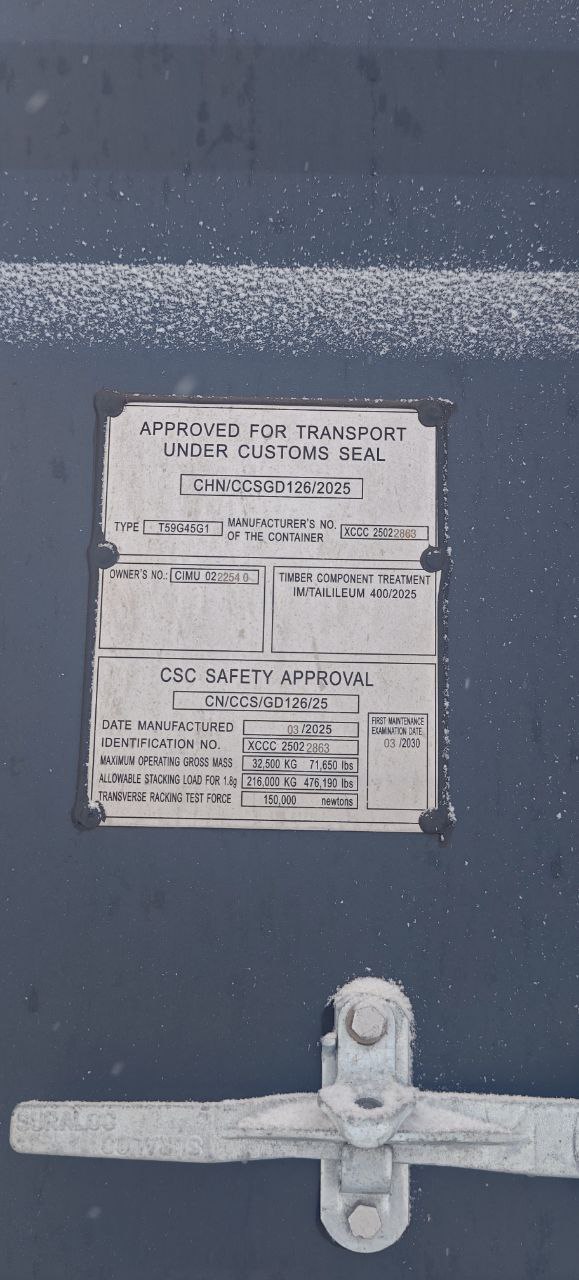 APPROVED FOR TRANSPORT
UNDER CUSTOMS SEAL
CHN/CCSGD126/2025
TYPE T59G45G1
MANUFACTURER'S NO.
OF THE CONTAINER
XCCC 25022863
OWNER'S NO.: CIMU 022254 0
TIMBER COMPONENT TREATMENT
IM/TAILILEUM 400/2025
CSC SAFETY APPROVAL
CN/CCS/GD126/25
DATE MANUFACTURED 03/2025
IDENTIFICATION NO. XCCC 25022863
MAXIMUM OPERATING GROSS MASS 32,500 KG 71,650 lbs
ALLOWABLE STACKING LOAD FOR 1.8g 216,000 KG 476,190 lbs
TRANSVERSE RACKING TEST FORCE 150,000 newtons
FIRST MAINTENANCE
EXAMINATION DATE
03 /2030